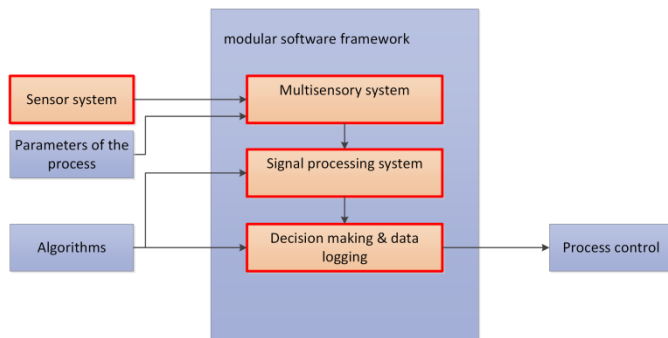 modular software framework
Sensor system
Multisensory system
Parameters of the
process
Signal processing system
Algorithms
Decision making & data
logging
Process control